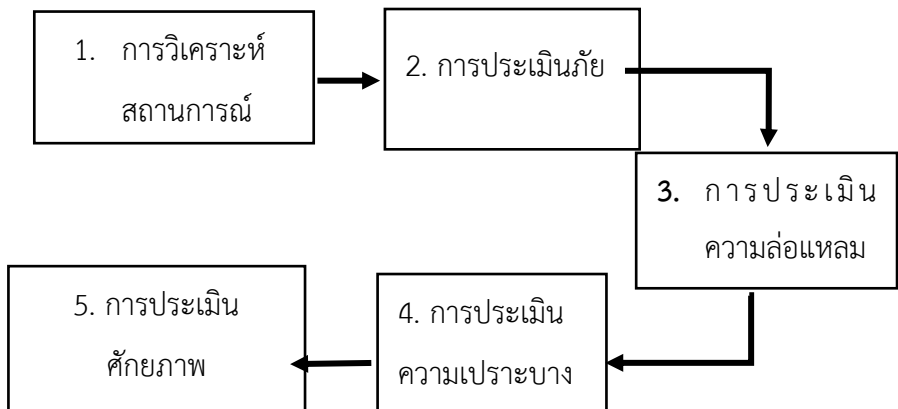 1. การวิเคราะห์
สถานการณ์
2. การประเมินภัย
3. การประเมิน
ความล่อแหลม
4. การประเมิน
ความเปราะบาง
5. การประเมิน
ศักยภาพ